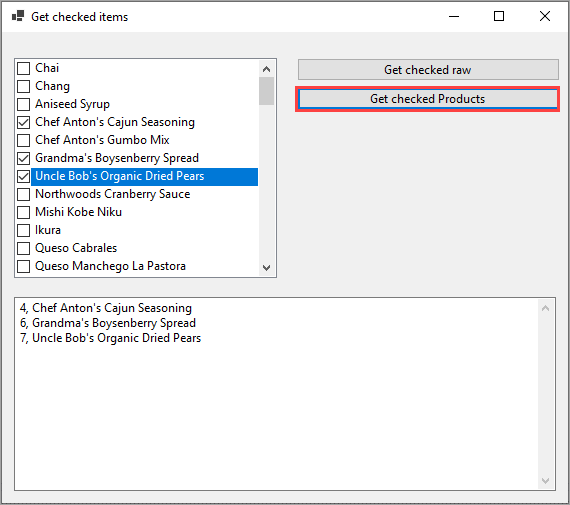 Get checked items
Chai
Chang
Aniseed Syrup
Chef Anton's Cajun Seasoning
Chef Anton's Gumbo Mix
Grandma's Boysenberry Spread
Uncle Bob's Organic Dried Pears
Northwoods Cranberry Sauce
Mishi Kobe Niku
Ikura
Queso Cabrales
Queso Manchego La Pastora
Get checked raw
Get checked Products
4, Chef Anton's Cajun Seasoning
6, Grandma's Boysenberry Spread
7, Uncle Bob's Organic Dried Pears